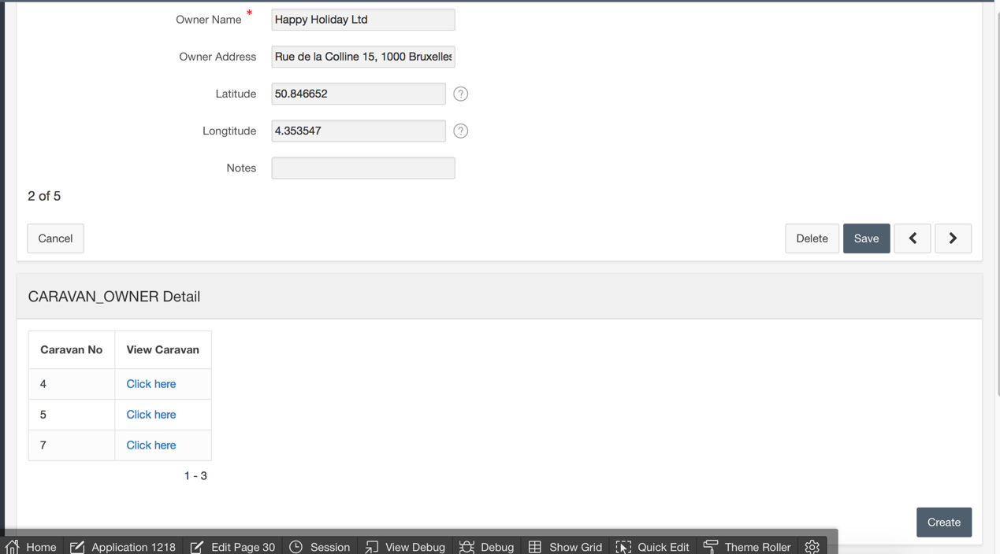 Owner Name *
Happy Holiday Ltd
Owner Address
Rue de la Colline 15, 1000 Bruxelles
Latitude
50.846652
?
Longtitude
4.353547
?
Notes
2 of 5
Cancel
Delete
Save
CARAVAN_OWNER Detail
Caravan No View Caravan
4 Click here
5 Click here
7 Click here
1 - 3
Create
Home Application 1218 Edit Page 30 Session View Debug Debug Show Grid Quick Edit Theme Roller